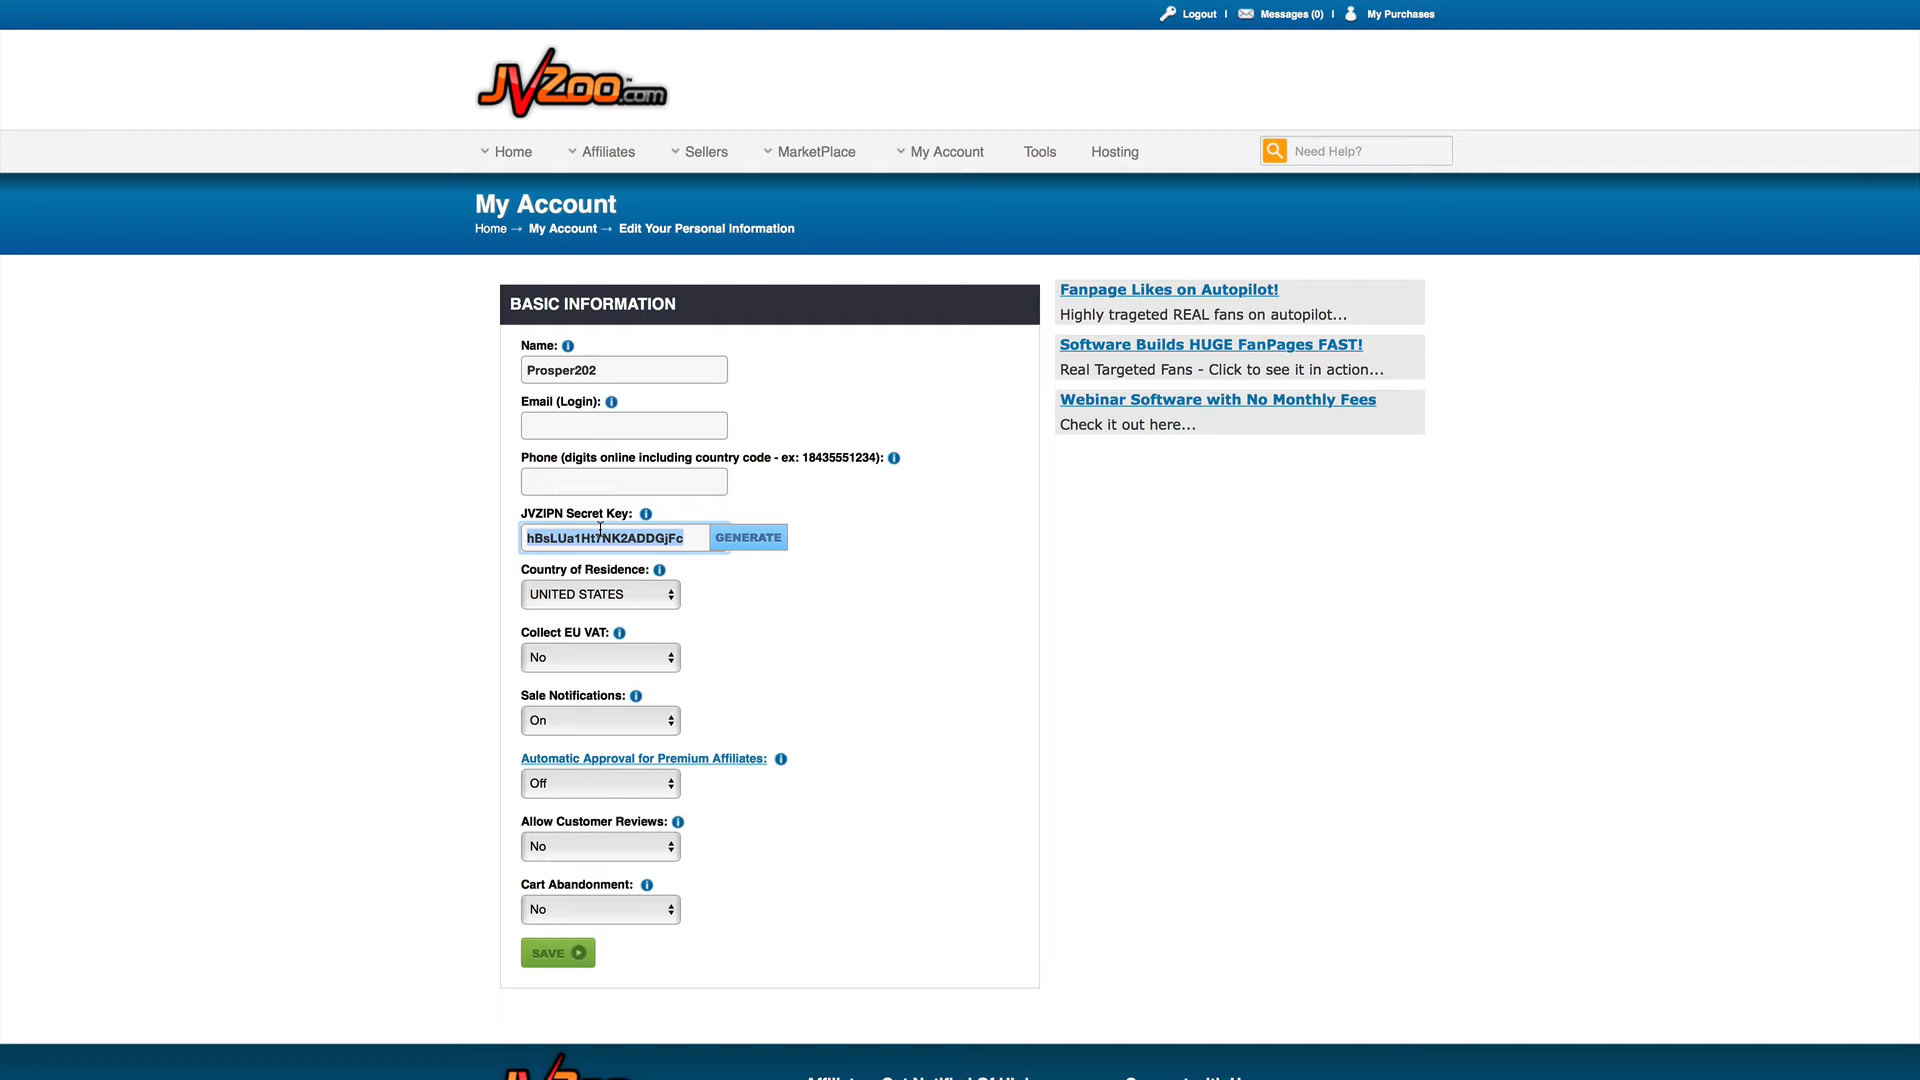 Logout | Messages (0) | My Purchases
JVZoo.com™
Home Affiliates Sellers MarketPlace My Account Tools Hosting Need Help?
My Account
Home → My Account → Edit Your Personal Information
BASIC INFORMATION
Name:
Prosper202
Email (Login):
Phone (digits online including country code - ex: 18435551234):
JVZIPN Secret Key:
hBsLUa1Ht7NK2ADDGjFc GENERATE
Country of Residence:
UNITED STATES
Collect EU VAT:
No
Sale Notifications:
On
Automatic Approval for Premium Affiliates:
Off
Allow Customer Reviews:
No
Cart Abandonment:
No
SAVE
Fanpage Likes on Autopilot!
Highly trageted REAL fans on autopilot...
Software Builds HUGE FanPages FAST!
Real Targeted Fans - Click to see it in action...
Webinar Software with No Monthly Fees
Check it out here...